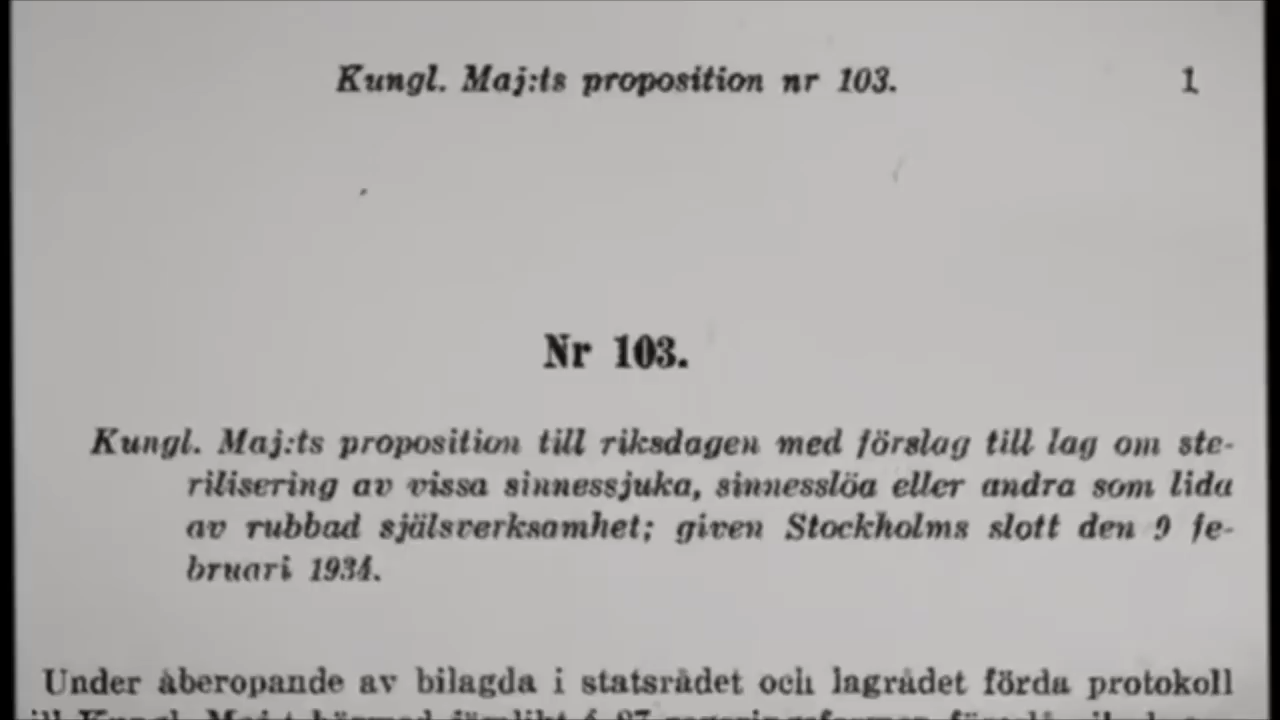 Kungl. Maj:ts proposition nr 103. 1
Nr 103.
Kungl. Maj:ts proposition till riksdagen med förslag till lag om ste-
rilisering av vissa sinnessjuka, sinnesslöa eller andra som lida
av rubbad själsverksamhet; given Stockholms slott den 9 fe-
bruari 1934.
Under åberopande av bilagda i statsrådet och lagrådet förda protokoll